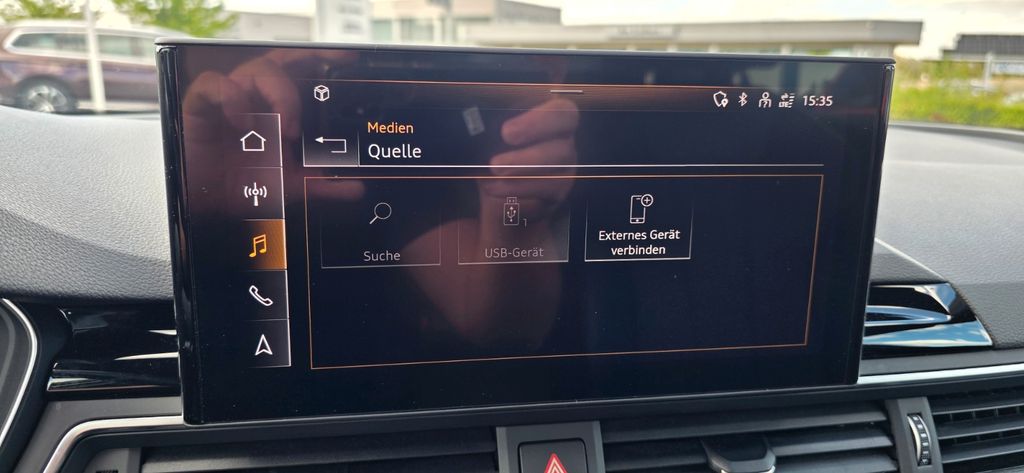 15:35
Medien
Quelle
Suche
1
USB-Gerät
Externes Gerät
verbinden